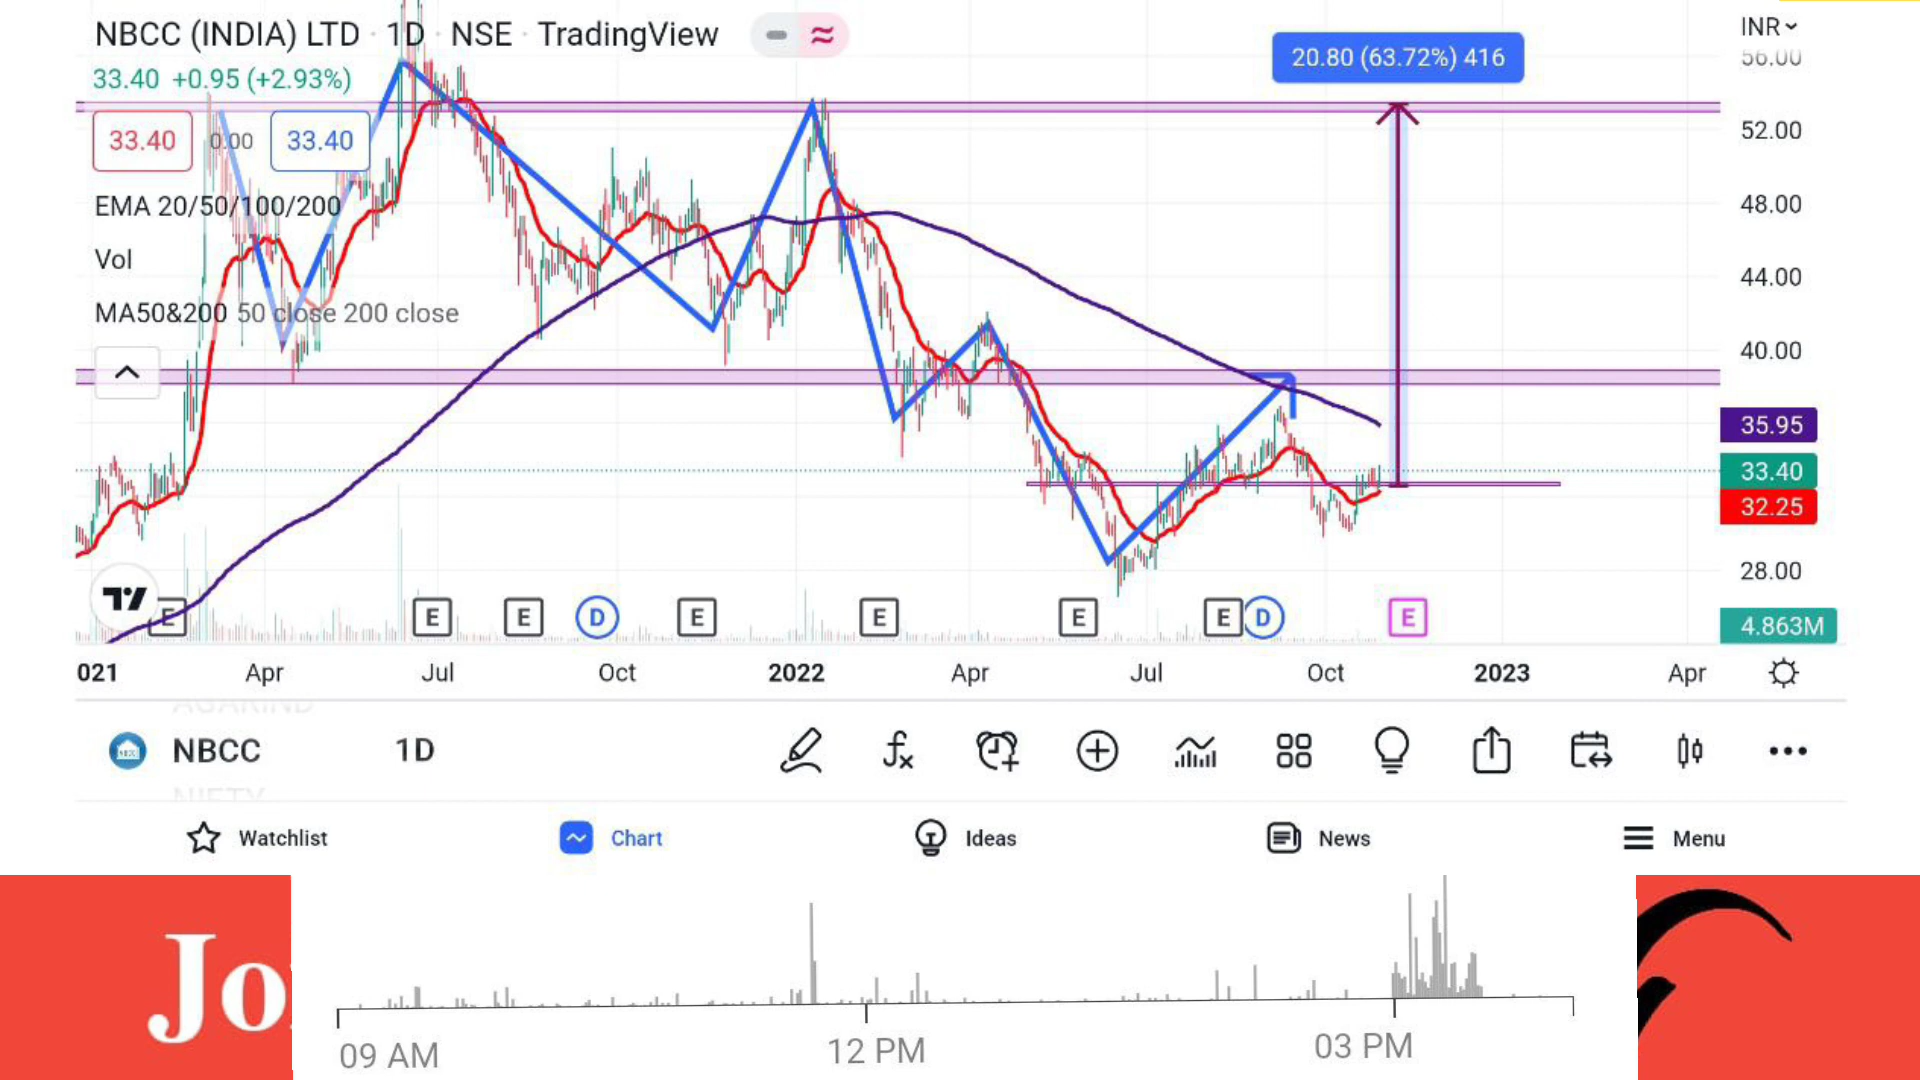 NBCC (INDIA) LTD · 1D · NSE · TradingView
INR
33.40 +0.95 (+2.93%)
20.80 (63.72%) 416
56.00
33.40 0.00 33.40
52.00
EMA 20/50/100/200
48.00
Vol
44.00
MA50&200 50 close 200 close
40.00
35.95
33.40
32.25
28.00
E E E D E E E E D E
4.863M
021 Apr Jul Oct 2022 Apr Jul Oct 2023 Apr
NBCC 1D
Watchlist Chart Ideas News Menu
Jo
09 AM 12 PM 03 PM